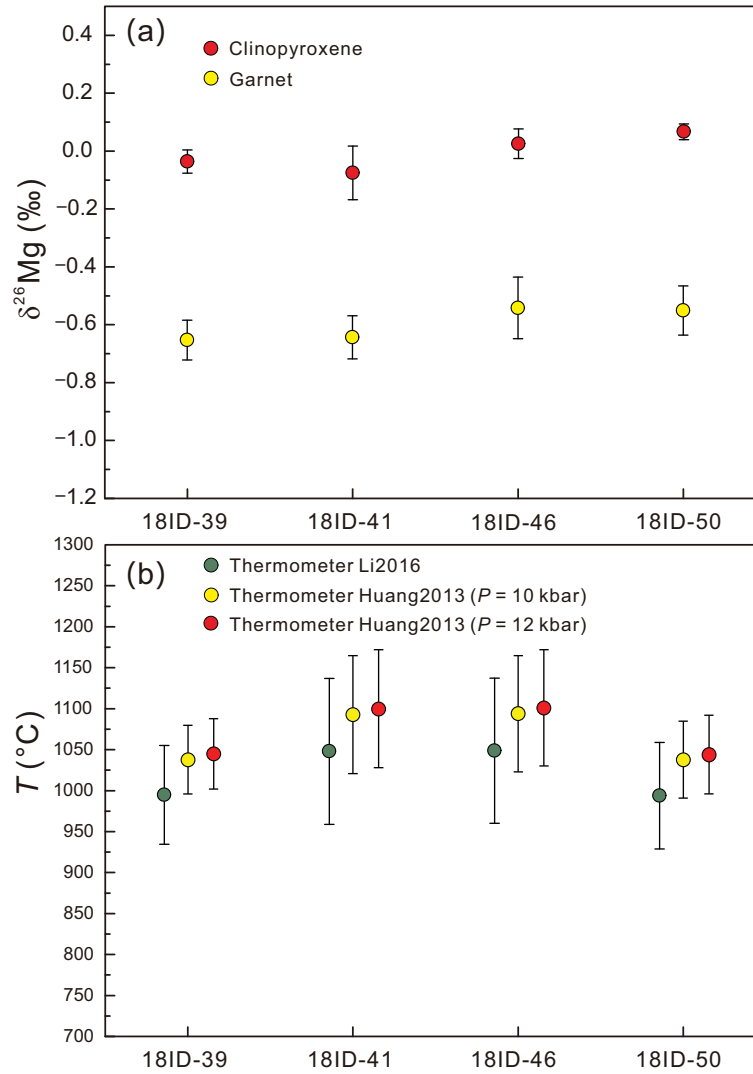 (a)
Clinopyroxene
Garnet
δ²⁶Mg (‰)
0.4
0.2
0.0
−0.2
−0.4
−0.6
−0.8
−1.0
−1.2
18ID-39 18ID-41 18ID-46 18ID-50
(b)
Thermometer Li2016
Thermometer Huang2013 (P = 10 kbar)
Thermometer Huang2013 (P = 12 kbar)
T (°C)
1300
1250
1200
1150
1100
1050
1000
950
900
850
800
750
700
18ID-39 18ID-41 18ID-46 18ID-50